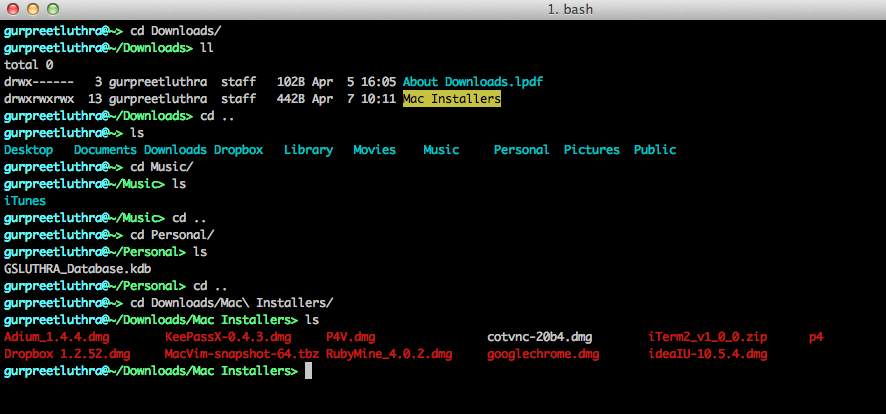 1. bash
gurpreetluthra@~> cd Downloads/
gurpreetluthra@~/Downloads> ll
total 0
drwx------   3 gurpreetluthra  staff   102B Apr  5 16:05 About Downloads.lpdf
drwxrwxrwx  13 gurpreetluthra  staff   442B Apr  7 10:11 Mac Installers
gurpreetluthra@~/Downloads> cd ..
gurpreetluthra@~> ls
Desktop   Documents Downloads Dropbox   Library   Movies    Music     Personal  Pictures  Public
gurpreetluthra@~> cd Music/
gurpreetluthra@~/Music> ls
iTunes
gurpreetluthra@~/Music> cd ..
gurpreetluthra@~> cd Personal/
gurpreetluthra@~/Personal> ls
GSLUTHRA_Database.kdb
gurpreetluthra@~/Personal> cd ..
gurpreetluthra@~> cd Downloads/Mac\ Installers/
gurpreetluthra@~/Downloads/Mac Installers> ls
Adium_1.4.4.dmg        KeePassX-0.4.3.dmg     P4V.dmg                cotvnc-20b4.dmg        iTerm2_v1_0_0.zip      p4
Dropbox 1.2.52.dmg     MacVim-snapshot-64.tbz RubyMine_4.0.2.dmg     googlechrome.dmg       ideaIU-10.5.4.dmg
gurpreetluthra@~/Downloads/Mac Installers>